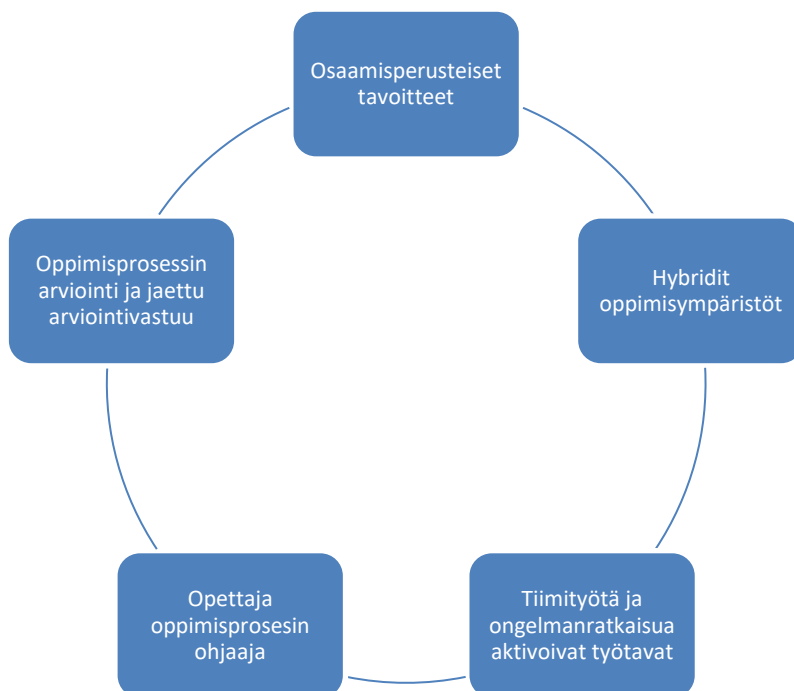 Osaamisperusteiset
tavoitteet
Hybridit
oppimisympäristöt
Tiimityötä ja
ongelmanratkaisua
aktivoivat työtavat
Opettaja
oppimisprosesin
ohjaaja
Oppimisprosessin
arviointi ja jaettu
arviointivastuu